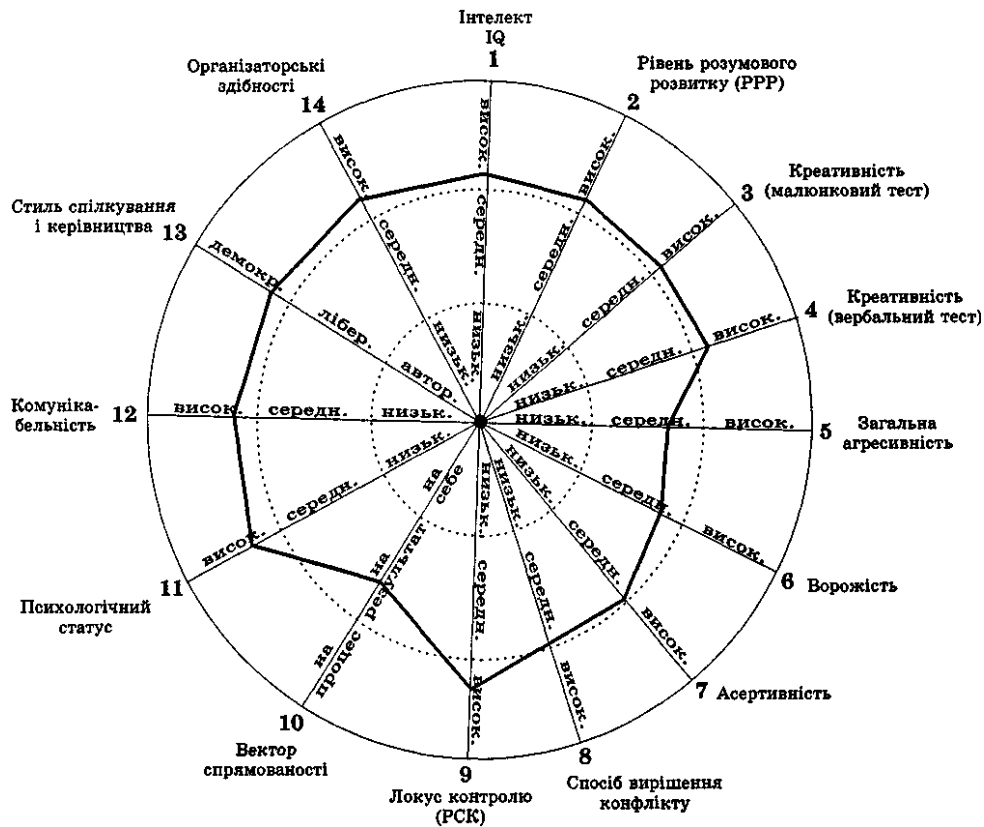 Інтелект
IQ
1
висок.
середн.
низьк.
Рівень розумового
розвитку (РРР)
2
висок.
середн.
низьк.
Креативність
(малюнковий тест)
3
висок.
середн.
низьк.
Креативність
(вербальний тест)
4
висок.
середн.
низьк.
Загальна
агресивність
5
висок.
середн.
низьк.
Ворожість
6
висок.
середн.
низьк.
Асертивність
7
висок.
середн.
низьк.
Спосіб вирішення
конфлікту
8
висок.
середн.
низьк.
Локус контролю
(РСК)
9
висок.
середн.
низьк.
Вектор
спрямованості
10
на
процес
на
результат
на
себе
Психологічний
статус
11
висок.
середн.
низьк.
Комуніка-
бельність
12
висок.
середн.
низьк.
Стиль спілкування
і керівництва
13
демокр.
лібер.
автор.
Організаторські
здібності
14
висок.
середн.
низьк.